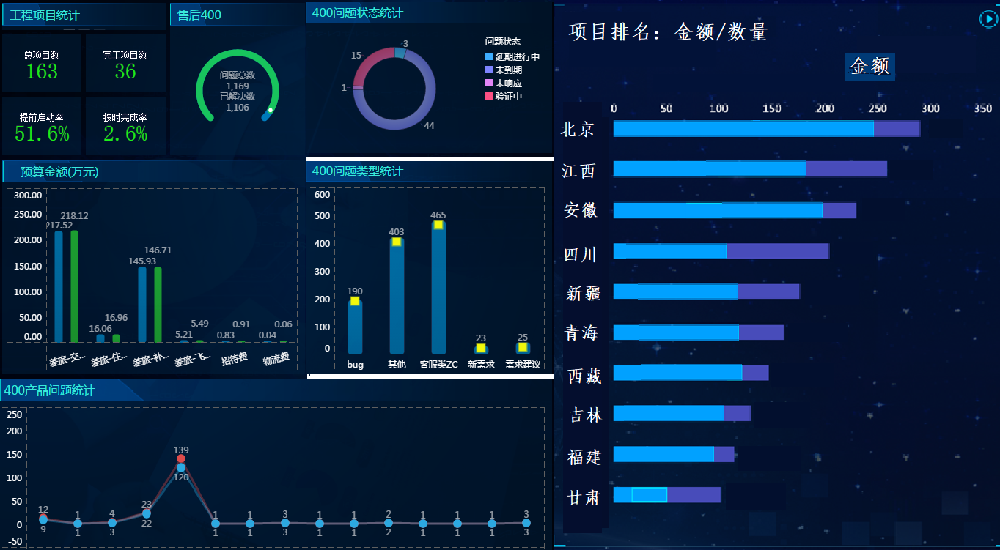 工程项目统计
总项目数
163
完工项目数
36
提前启动率
51.6%
按时完成率
2.6%
售后400
问题总数
1,169
已解决数
1,106
400问题状态统计
3
15
1
44
问题状态
延期进行中
未到期
未响应
验证中
预算金额(万元)
300.00
250.00
200.00
150.00
100.00
50.00
0.00
217.52
218.12
16.06
16.96
145.93
146.71
5.21
5.49
0.83
0.91
0.04
0.06
差旅-交...
差旅-住...
差旅-补...
差旅-飞...
招待费
物流费
400问题类型统计
600
500
400
300
200
100
0
190
403
465
23
25
bug
其他
客服类ZC
新需求
需求建议
400产品问题统计
250
200
150
100
50
0
-50
12
1
4
23
139
1
1
3
1
1
2
1
1
1
3
9
1
3
22
120
1
1
3
1
1
2
1
1
1
3
项目排名：金额/数量
金额
0 50 100 150 200 250 300 350
北京
江西
安徽
四川
新疆
青海
西藏
吉林
福建
甘肃